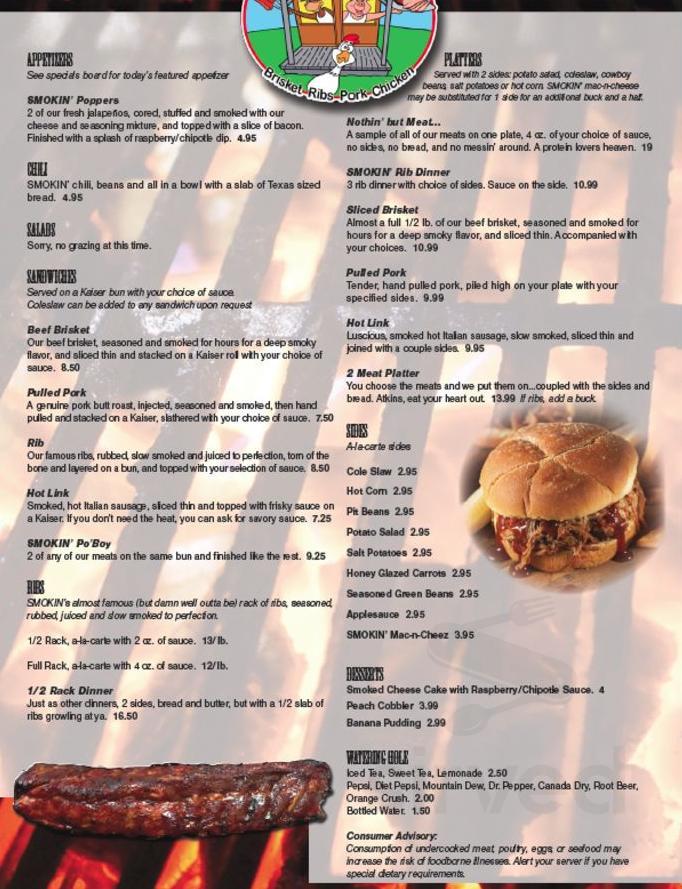 Brisket·Ribs·Pork·Chicken
APPETIZERS
See specials board for today's featured appetizer
SMOKIN' Poppers
2 of our fresh jalapeños, cored, stuffed and smoked with our
cheese and seasoning mixture, and topped with a slice of bacon.
Finished with a splash of raspberry/chipotle dip. 4.95
CHILI
SMOKIN' chili, beans and all in a bowl with a slab of Texas sized
bread. 4.95
SALADS
Sorry, no grazing at this time.
SANDWICHES
Served on a Kaiser bun with your choice of sauce.
Coleslaw can be added to any sandwich upon request
Beef Brisket
Our beef brisket, seasoned and smoked for hours for a deep smoky
flavor, and sliced thin and stacked on a Kaiser roll with your choice of
sauce. 8.50
Pulled Pork
A genuine pork butt roast, injected, seasoned and smoked, then hand
pulled and stacked on a Kaiser, slathered with your choice of sauce. 7.50
Rib
Our famous ribs, rubbed, slow smoked and juiced to perfection, torn of the
bone and layered on a bun, and topped with your selection of sauce. 8.50
Hot Link
Smoked, hot Italian sausage, sliced thin and topped with frisky sauce on
a Kaiser. If you don't need the heat, you can ask for savory sauce. 7.25
SMOKIN' Po'Boy
2 of any of our meats on the same bun and finished like the rest. 9.25
RIBS
SMOKIN's almost famous (but damn well outta be) rack of ribs, seasoned,
rubbed, juiced and slow smoked to perfection.
1/2 Rack, a-la-carte with 2 oz. of sauce. 13/lb.
Full Rack, a-la-carte with 4 oz. of sauce. 12/lb.
1/2 Rack Dinner
Just as other dinners, 2 sides, bread and butter, but with a 1/2 slab of
ribs growling at ya. 16.50
PLATTERS
Served with 2 sides: potato salad, coleslaw, cowboy
beans, salt potatoes or hot corn. SMOKIN' mac-n-cheese
may be substituted for 1 side for an additional buck and a half.
Nothin' but Meat...
A sample of all of our meats on one plate, 4 oz. of your choice of sauce,
no sides, no bread, and no messin' around. A protein lovers heaven. 19
SMOKIN' Rib Dinner
3 rib dinner with choice of sides. Sauce on the side. 10.99
Sliced Brisket
Almost a full 1/2 lb. of our beef brisket, seasoned and smoked for
hours for a deep smoky flavor, and sliced thin. Accompanied with
your choices. 10.99
Pulled Pork
Tender, hand pulled pork, piled high on your plate with your
specified sides. 9.99
Hot Link
Luscious, smoked hot Italian sausage, slow smoked, sliced thin and
joined with a couple sides. 9.95
2 Meat Platter
You choose the meats and we put them on...coupled with the sides and
bread. Atkins, eat your heart out. 13.99 If ribs, add a buck.
SIDES
A-la-carte sides
Cole Slaw 2.95
Hot Corn 2.95
Pit Beans 2.95
Potato Salad 2.95
Salt Potatoes 2.95
Honey Glazed Carrots 2.95
Seasoned Green Beans 2.95
Applesauce 2.95
SMOKIN' Mac-n-Cheez 3.95
DESSERTS
Smoked Cheese Cake with Raspberry/Chipotle Sauce. 4
Peach Cobbler 3.99
Banana Pudding 2.99
WATERING HOLE
Iced Tea, Sweet Tea, Lemonade 2.50
Pepsi, Diet Pepsi, Mountain Dew, Dr. Pepper, Canada Dry, Root Beer,
Orange Crush. 2.00
Bottled Water. 1.50
Consumer Advisory:
Consumption of undercooked meat, poultry, eggs, or seafood may
increase the risk of foodborne illnesses. Alert your server if you have
special dietary requirements.